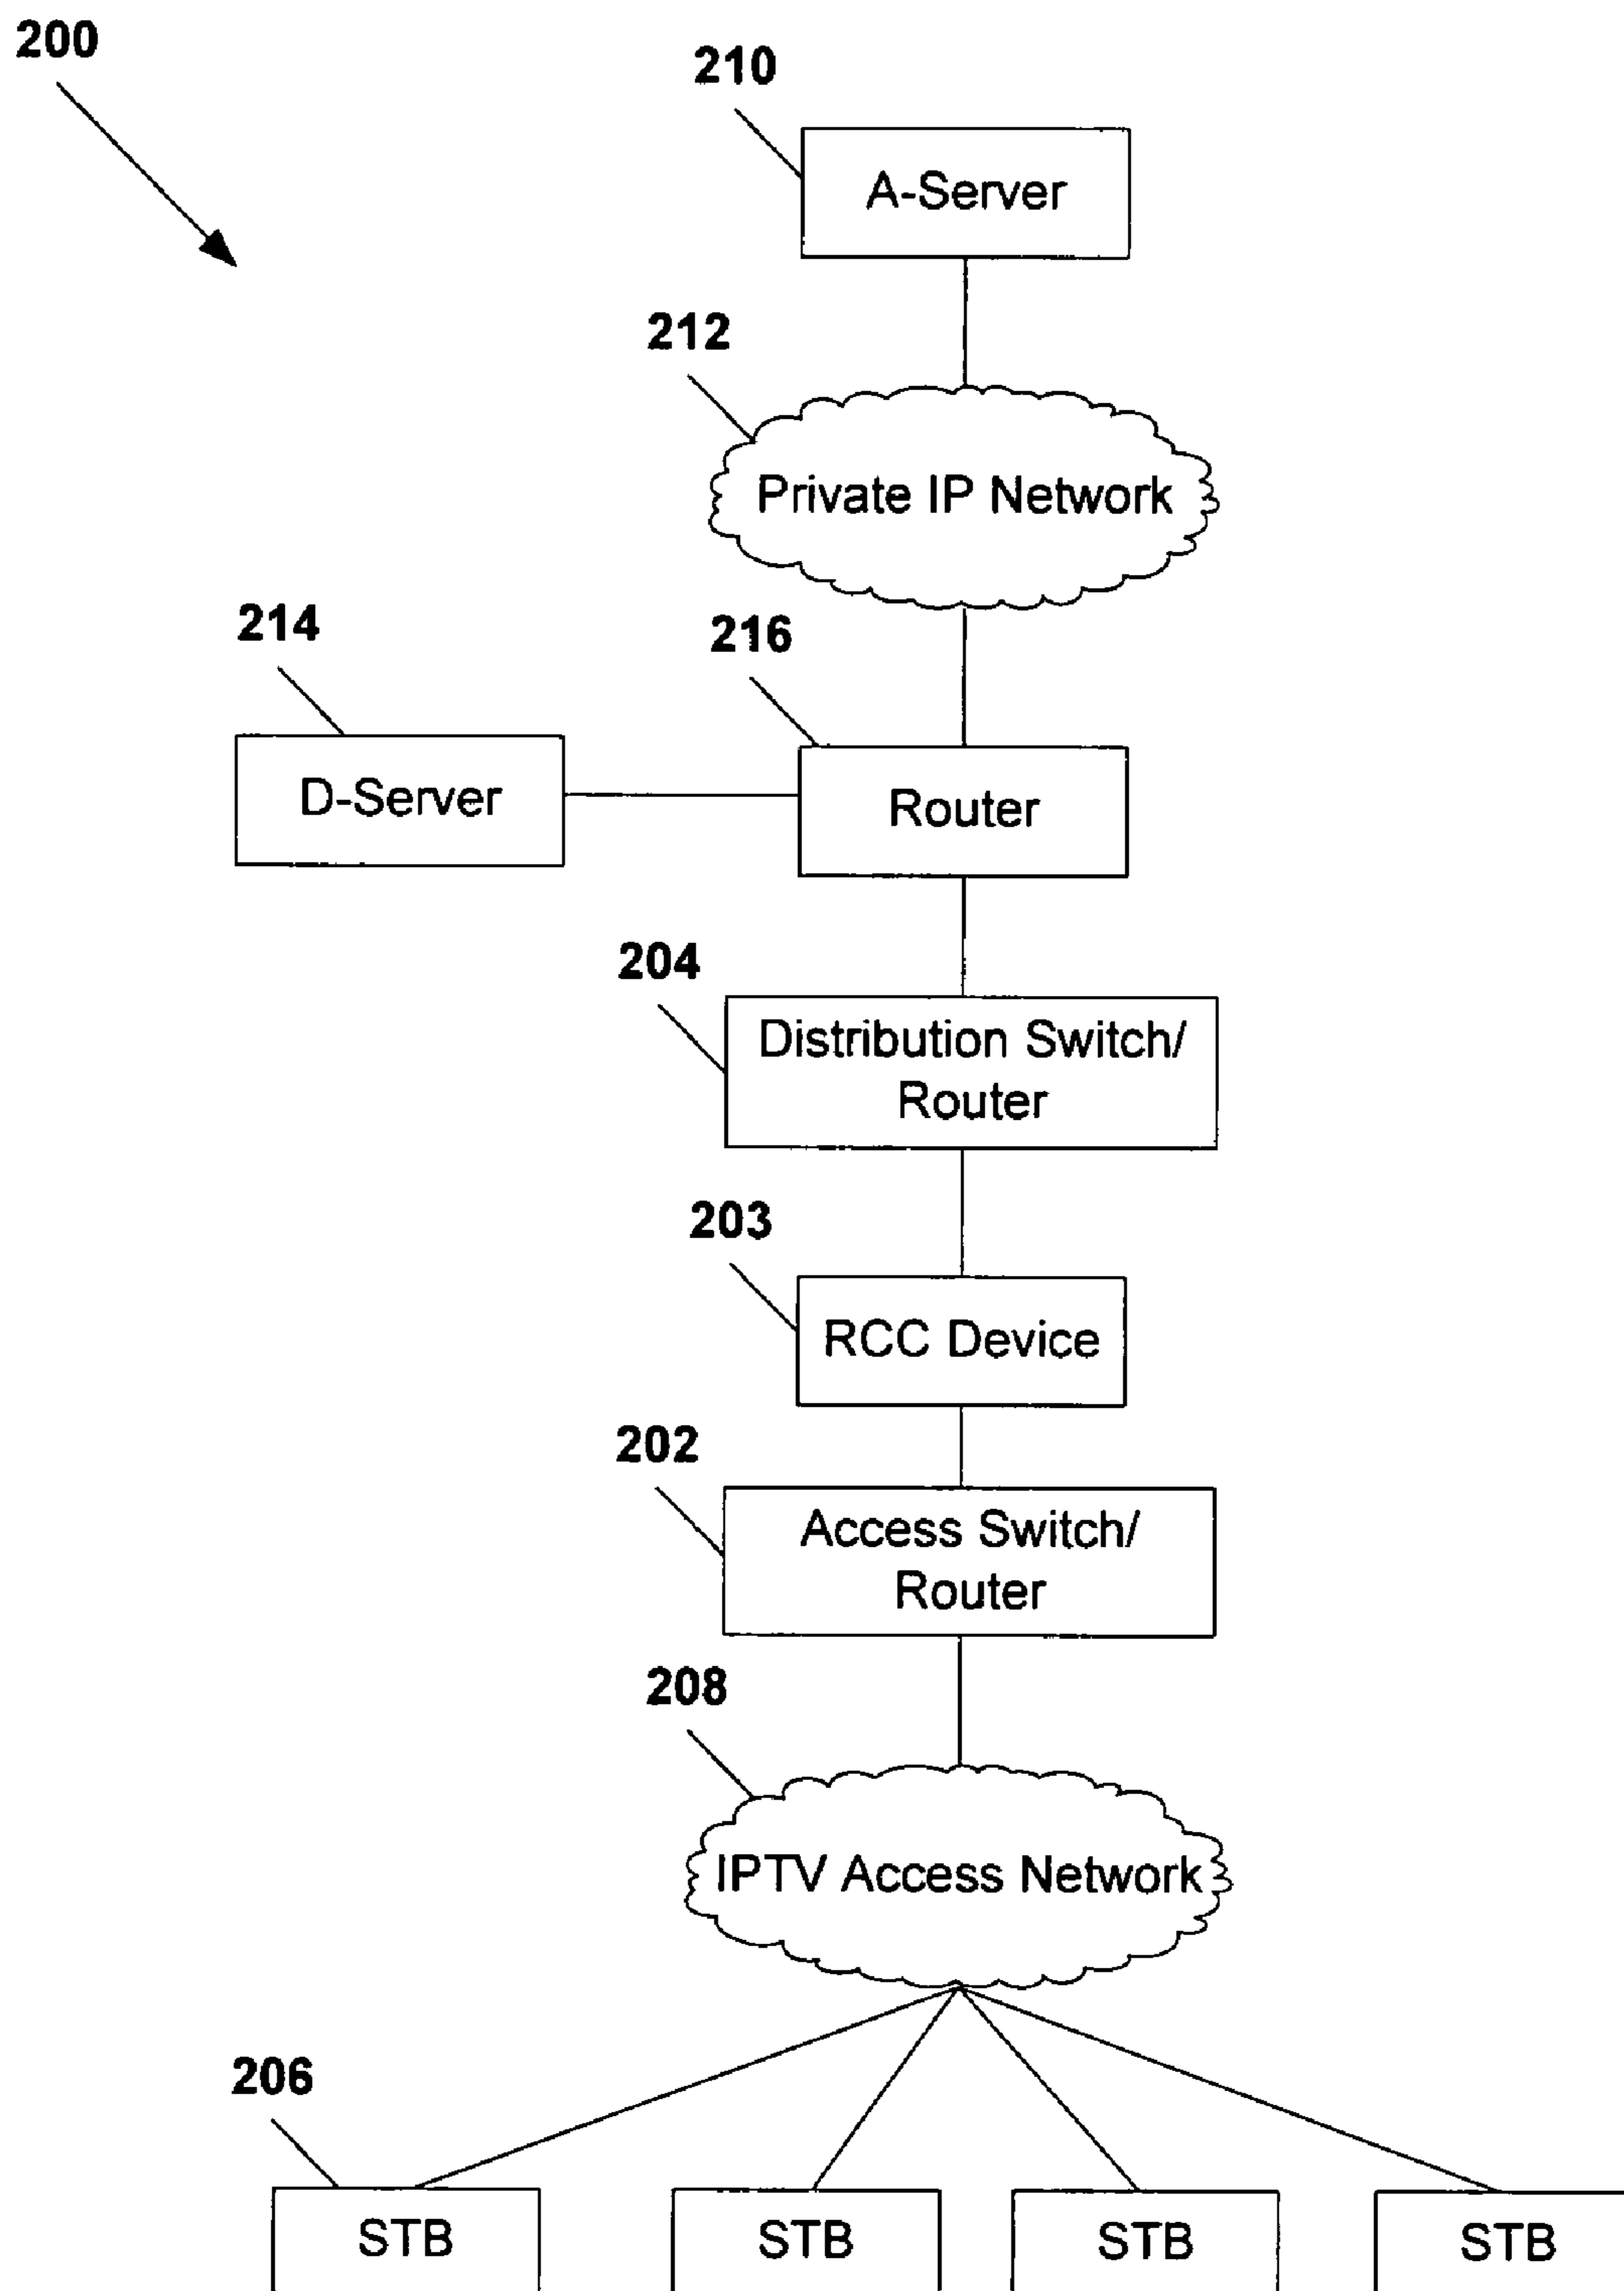 200
210
A-Server
212
Private IP Network
214
216
D-Server
Router
204
Distribution Switch/
Router
203
RCC Device
202
Access Switch/
Router
208
IPTV Access Network
206
STB
STB
STB
STB